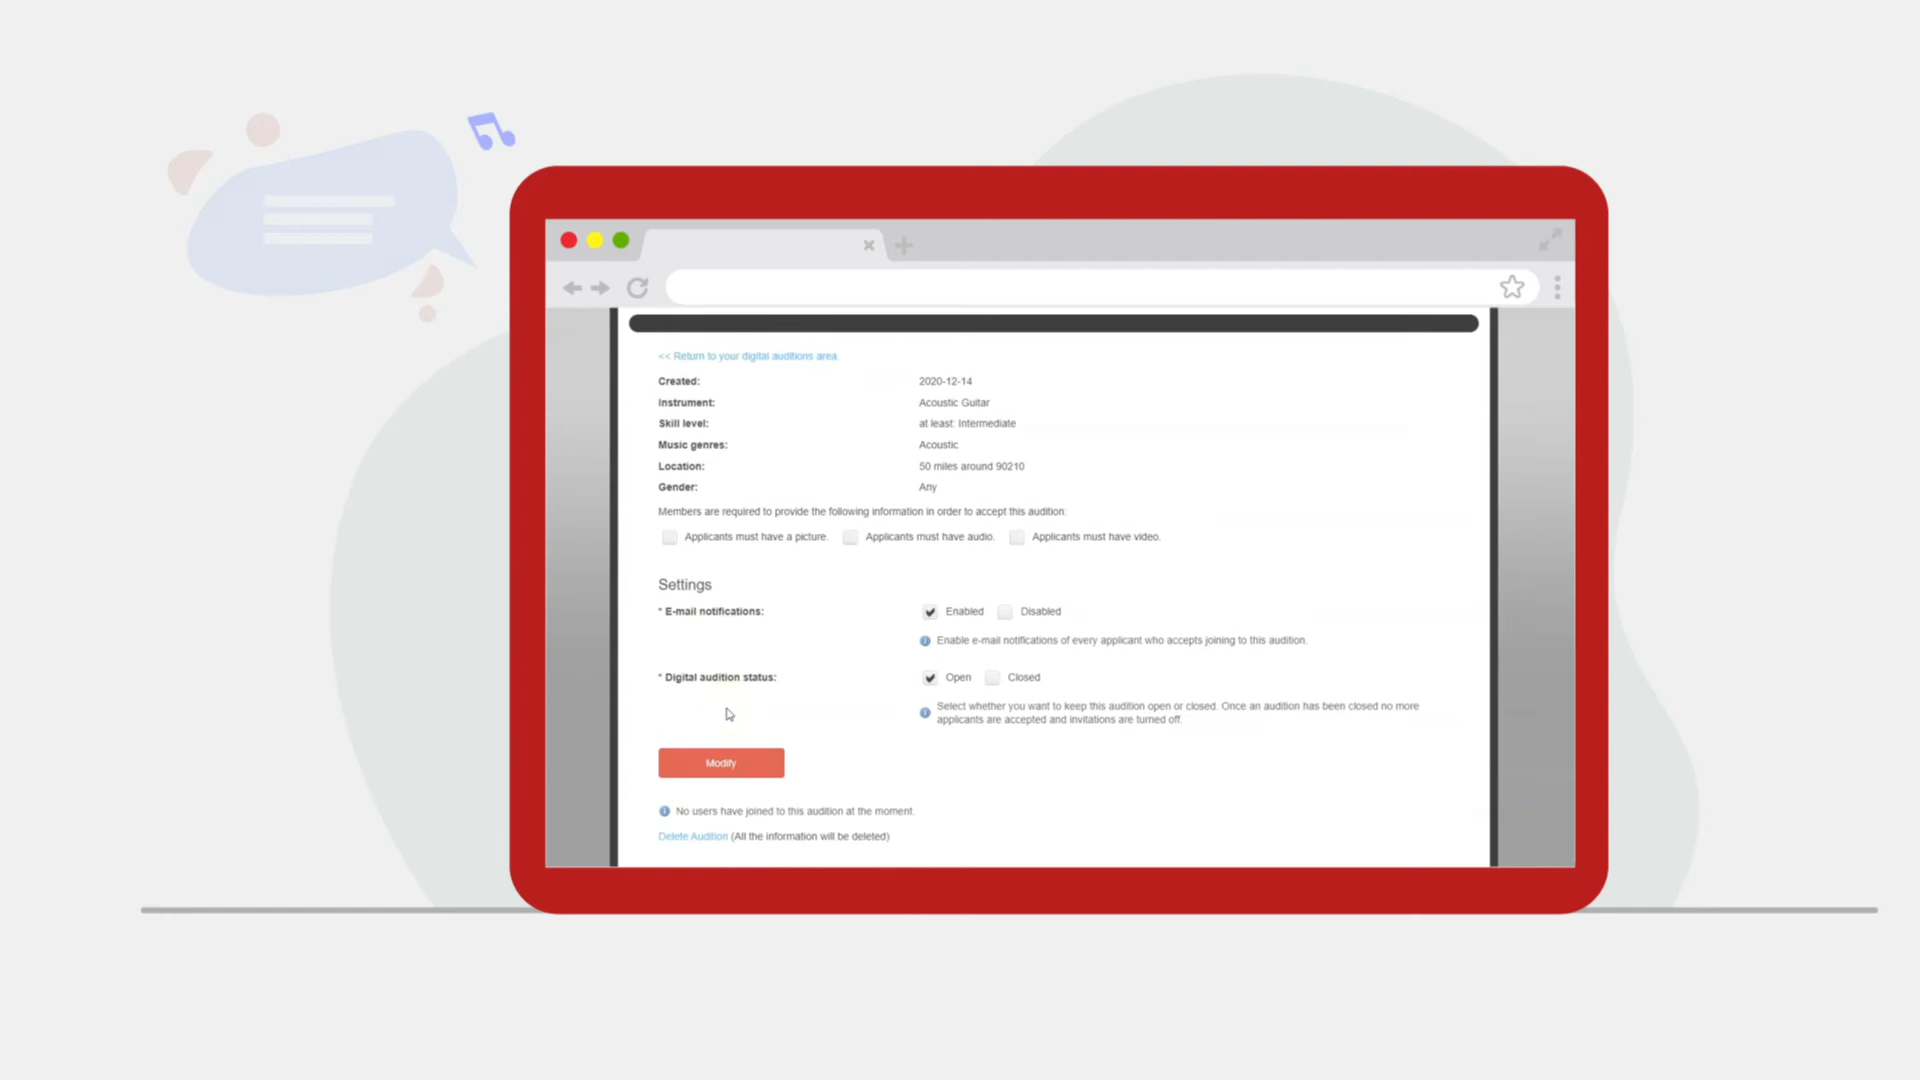 << Return to your digital auditions area.
Created: 2020-12-14
Instrument: Acoustic Guitar
Skill level: at least: Intermediate
Music genres: Acoustic
Location: 50 miles around 90210
Gender: Any
Members are required to provide the following information in order to accept this audition:
Applicants must have a picture. Applicants must have audio. Applicants must have video.
Settings
* E-mail notifications: Enabled Disabled
Enable e-mail notifications of every applicant who accepts joining to this audition.
* Digital audition status: Open Closed
Select whether you want to keep this audition open or closed. Once an audition has been closed no more
applicants are accepted and invitations are turned off.
Modify
No users have joined to this audition at the moment.
Delete Audition (All the information will be deleted)